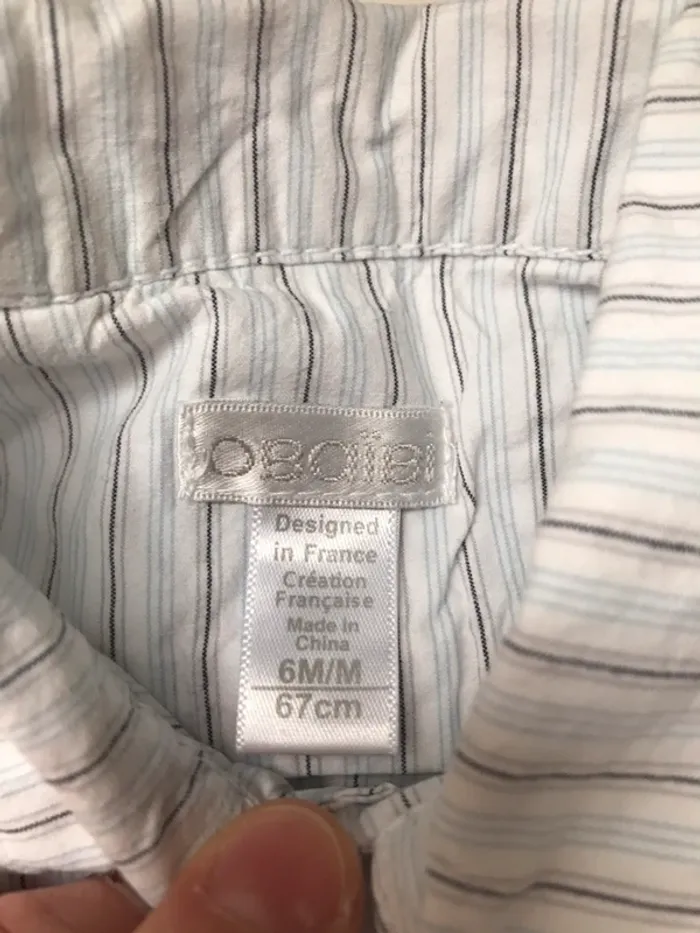 OBAïBi
Designed
in France
Création
Française
Made in
China
6M/M
67cm